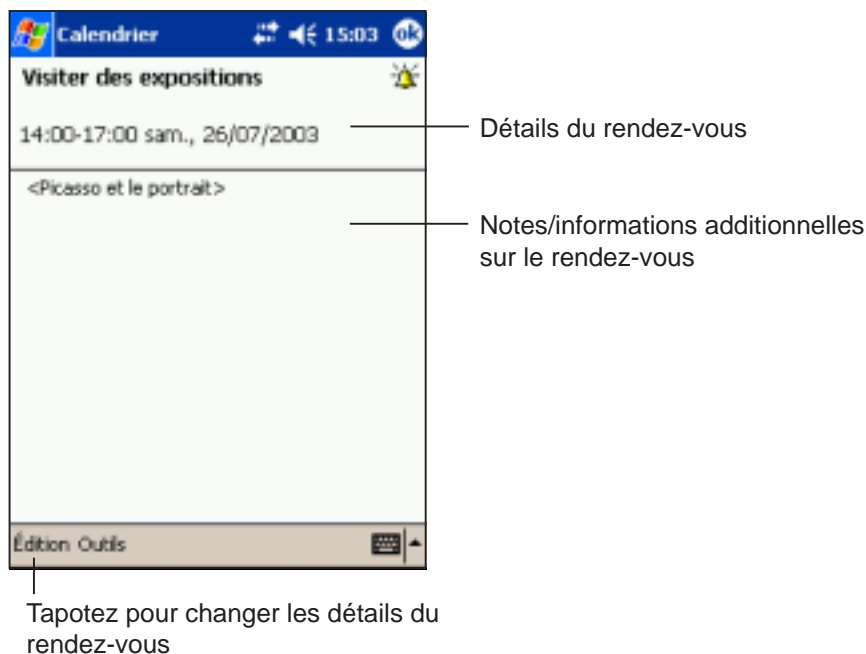 Calendrier 15:03 ok
Visiter des expositions
14:00-17:00 sam., 26/07/2003
Détails du rendez-vous
<Picasso et le portrait>
Notes/informations additionnelles
sur le rendez-vous
Édition Outils
Tapotez pour changer les détails du
rendez-vous